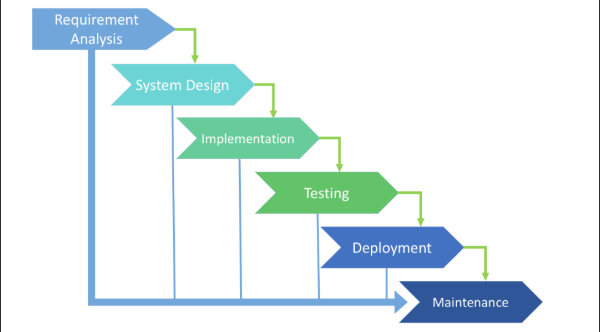 Requirement
Analysis
System Design
Implementation
Testing
Deployment
Maintenance